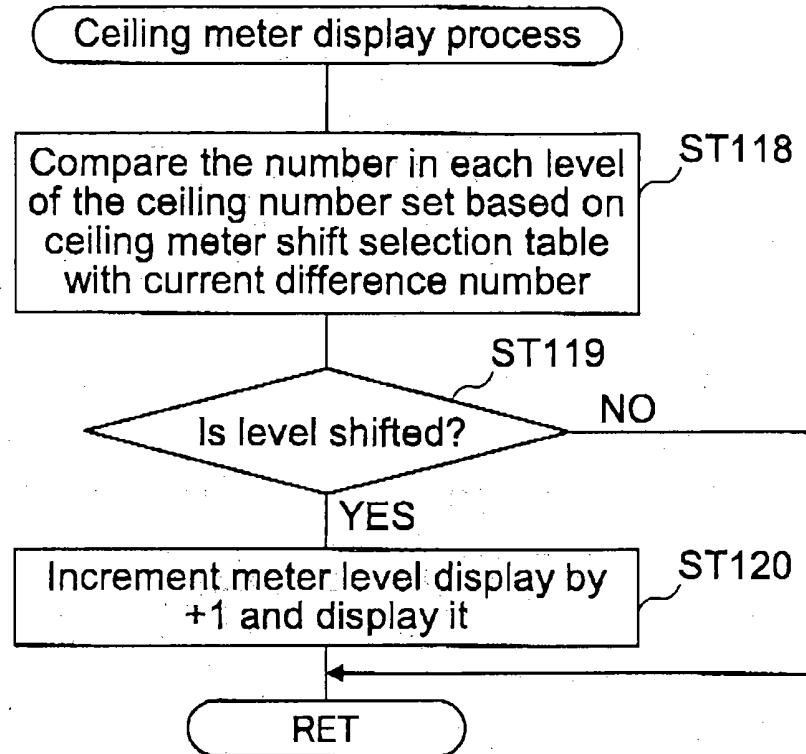 Ceiling meter display process
Compare the number in each level
of the ceiling number set based on
ceiling meter shift selection table
with current difference number
ST118
ST119
Is level shifted?
NO
YES
Increment meter level display by
+1 and display it
ST120
RET